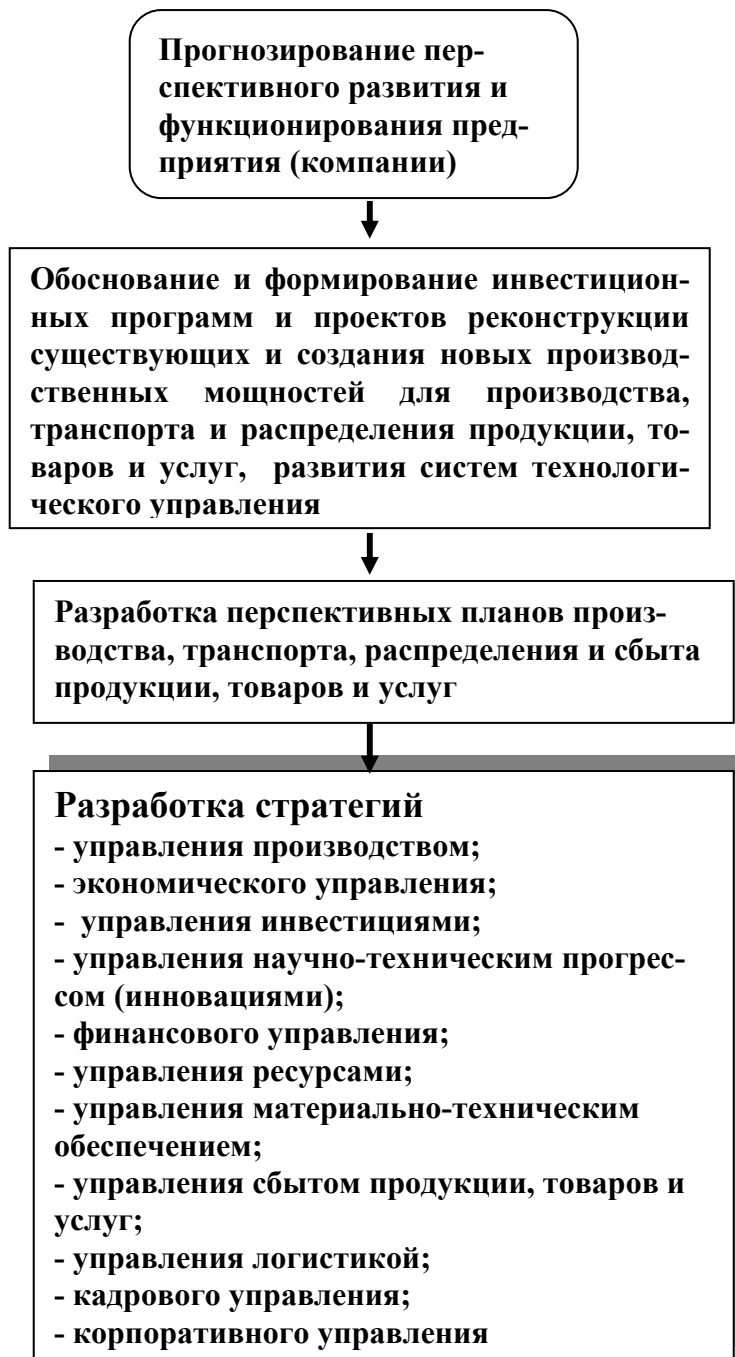 Прогнозирование пер-
спективного развития и
функционирования пред-
приятия (компании)
Обоснование и формирование инвестицион-
ных программ и проектов реконструкции
существующих и создания новых производ-
ственных мощностей для производства,
транспорта и распределения продукции, то-
варов и услуг, развития систем технологи-
ческого управления
Разработка перспективных планов произ-
водства, транспорта, распределения и сбыта
продукции, товаров и услуг
Разработка стратегий
- управления производством;
- экономического управления;
- управления инвестициями;
- управления научно-техническим прогрес-
сом (инновациями);
- финансового управления;
- управления ресурсами;
- управления материально-техническим
обеспечением;
- управления сбытом продукции, товаров и
услуг;
- управления логистикой;
- кадрового управления;
- корпоративного управления